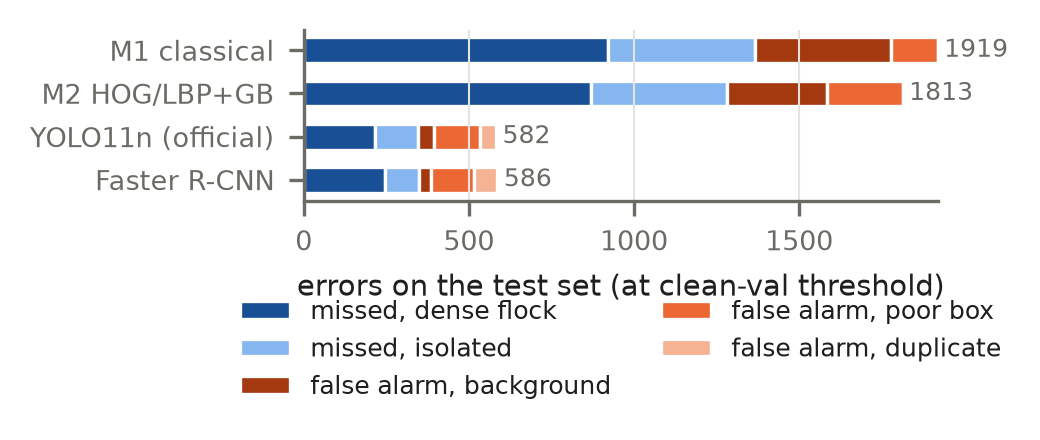 M1 classical 1919
M2 HOG/LBP+GB 1813
YOLO11n (official) 582
Faster R-CNN 586
0 500 1000 1500
errors on the test set (at clean-val threshold)
missed, dense flock
missed, isolated
false alarm, background
false alarm, poor box
false alarm, duplicate